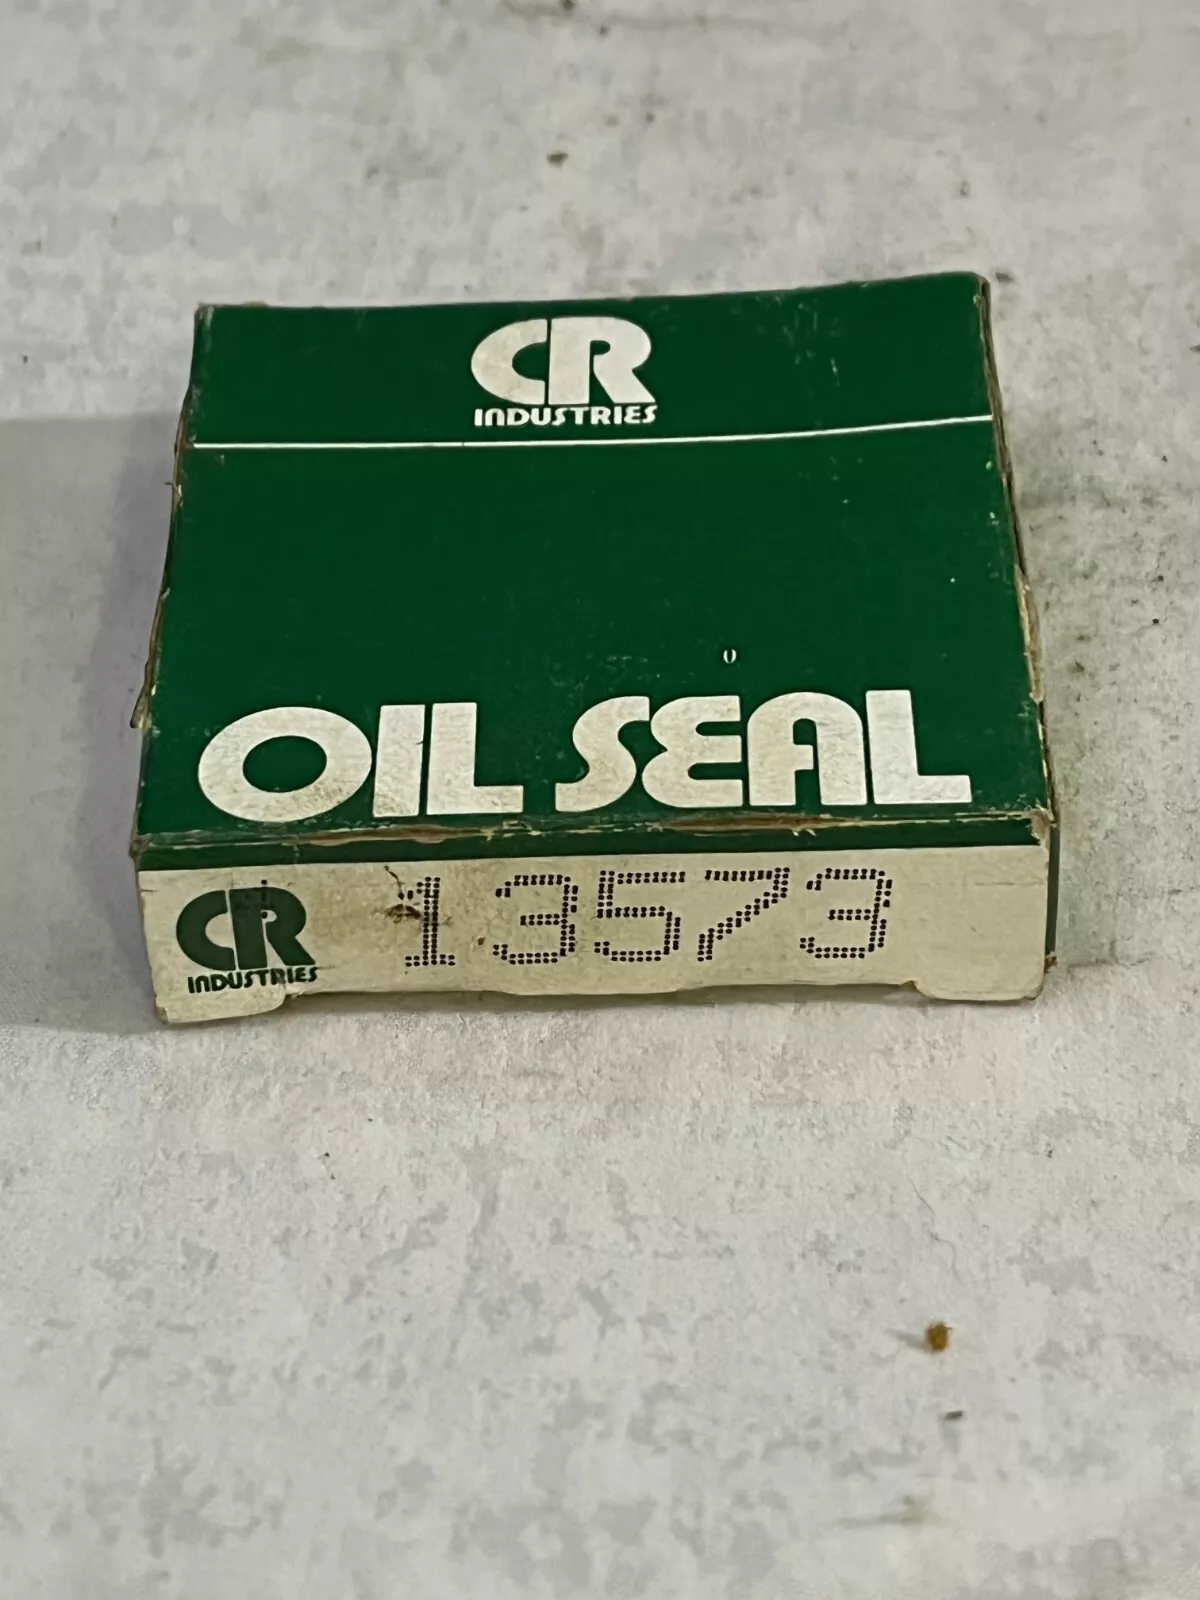 CR
INDUSTRIES
OIL SEAL
CR
INDUSTRIES
13573